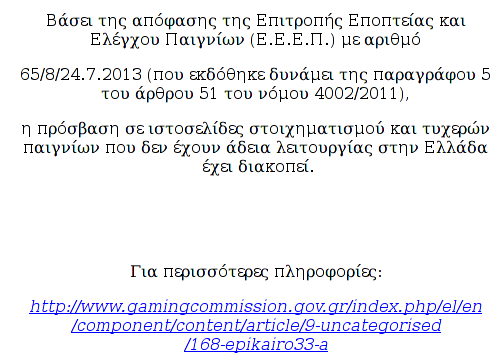 Βάσει της απόφασης της Επιτροπής Εποπτείας και
Ελέγχου Παιγνίων (Ε.Ε.Ε.Π.) με αριθμό
65/8/24.7.2013 (που εκδόθηκε δυνάμει της παραγράφου 5
του άρθρου 51 του νόμου 4002/2011),
η πρόσβαση σε ιστοσελίδες στοιχηματισμού και τυχερών
παιγνίων που δεν έχουν άδεια λειτουργίας στην Ελλάδα
έχει διακοπεί.
Για περισσότερες πληροφορίες:
http://www.gamingcommission.gov.gr/index.php/el/en
/component/content/article/9-uncategorised
/168-epikairo33-a